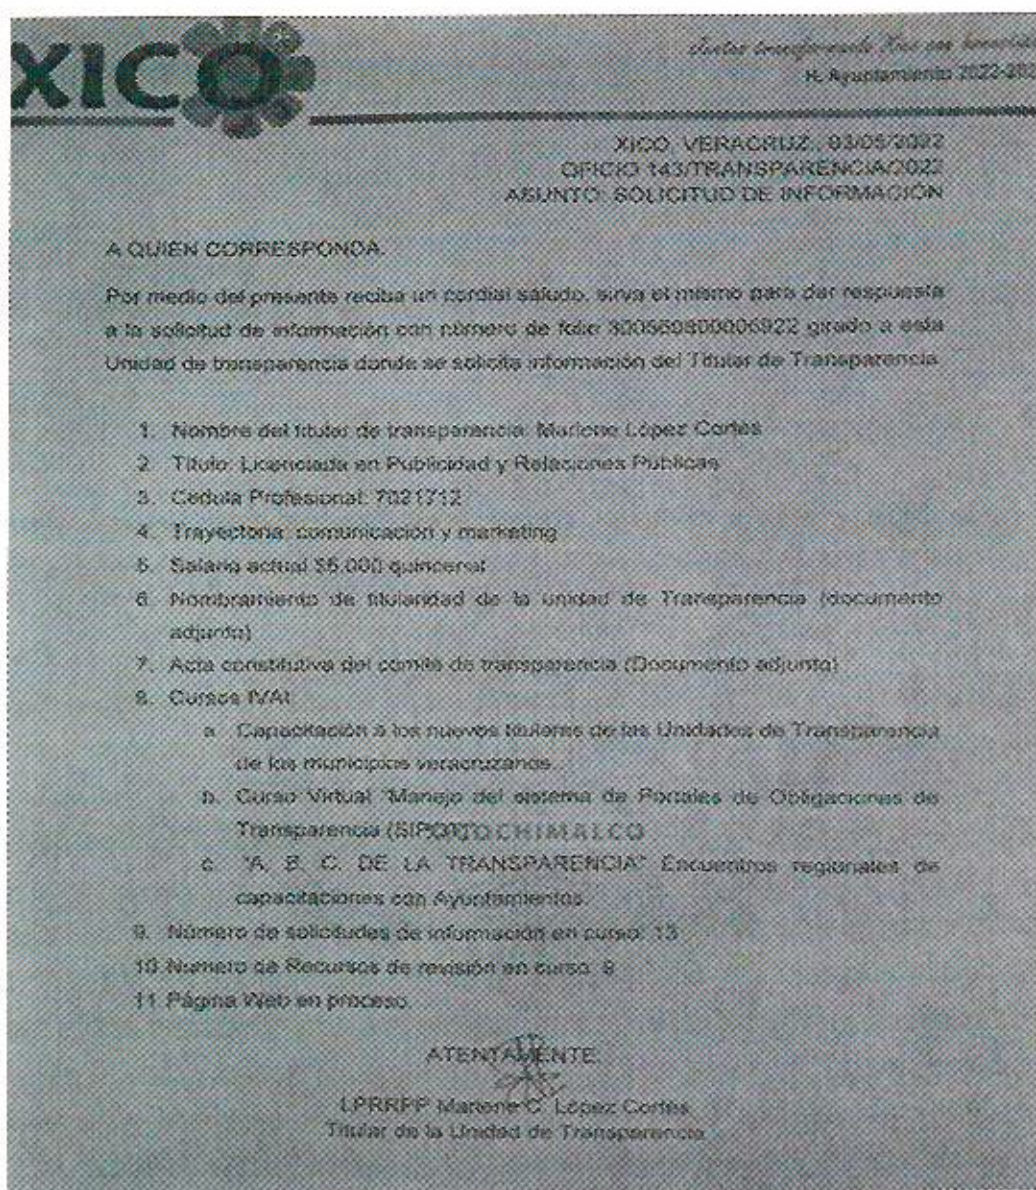 XICO
H. Ayuntamiento 2022-202
XICO, VERACRUZ., 03/05/2022
OFICIO 143/TRANSPARENCIA/2022
ASUNTO: SOLICITUD DE INFORMACIÓN
A QUIEN CORRESPONDA.
Por medio del presente reciba un cordial saludo, sirva el mismo para dar respuesta
a la solicitud de información con número de folio 300560800006922 girado a esta
Unidad de transparencia donde se solicita información del Titular de Transparencia
1. Nombre del titular de transparencia: Marlene López Cortes
2. Titulo: Licenciada en Publicidad y Relaciones Publicas
3. Cedula Profesional: 7021712
4. Trayectoria: comunicación y marketing
5. Salario actual $5,000 quincenal
6. Nombramiento de titularidad de la unidad de Transparencia (documento
adjunto)
7. Acta constitutiva del comite de transparencia (Documento adjunto)
8. Cursos IVAI
a. Capacitación a los nuevos titulares de las Unidades de Transparencia
de los municipios veracruzanos.
b. Curso Virtual "Manejo del sistema de Portales de Obligaciones de
Transparencia (SIPOT) XOCHIMALCO
c. "A, B, C, DE LA TRANSPARENCIA" Encuentros regionales de
capacitaciones con Ayuntamientos.
9. Número de solicitudes de información en curso: 13
10. Numero de Recursos de revisión en curso: 9
11. Página Web en proceso.
ATENTAMENTE:
LPRRPP Marlene C. López Cortes
Titular de la Unidad de Transparencia